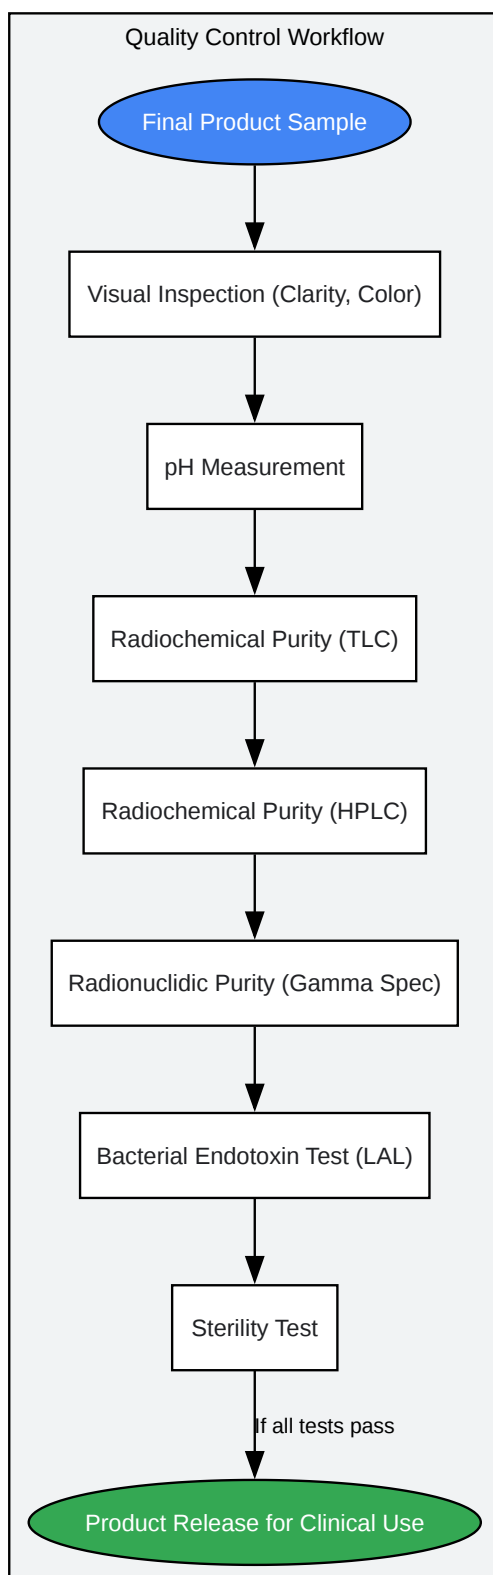 Quality Control Workflow
Final Product Sample
Visual Inspection (Clarity, Color)
pH Measurement
Radiochemical Purity (TLC)
Radiochemical Purity (HPLC)
Radionuclidic Purity (Gamma Spec)
Bacterial Endotoxin Test (LAL)
Sterility Test
If all tests pass
Product Release for Clinical Use